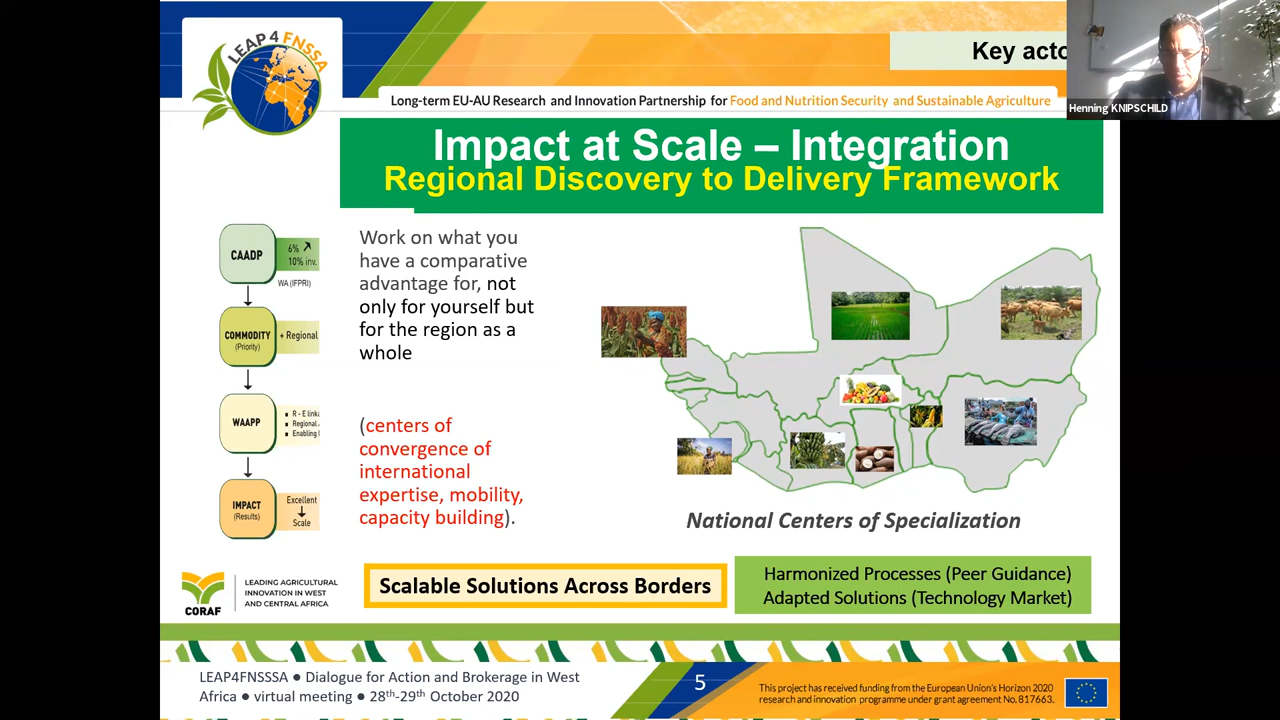 LEAP 4 FNSSA
Key acto
Henning KNIPSCHILD
Long-term EU-AU Research and Innovation Partnership for Food and Nutrition Security and Sustainable Agriculture
Impact at Scale – Integration
Regional Discovery to Delivery Framework
CAADP
6%
10% inv.
WA (IFPRI)
COMMODITY
(Priority)
+ Regional
WAAPP
R - E link
Regional
Enabling
IMPACT
(Results)
Excellent
Scale
Work on what you
have a comparative
advantage for, not
only for yourself but
for the region as a
whole
(centers of
convergence of
international
expertise, mobility,
capacity building).
National Centers of Specialization
CORAF
LEADING AGRICULTURAL
INNOVATION IN WEST
AND CENTRAL AFRICA
Scalable Solutions Across Borders
Harmonized Processes (Peer Guidance)
Adapted Solutions (Technology Market)
LEAP4FNSSSA ● Dialogue for Action and Brokerage in West
Africa ● virtual meeting ● 28th-29th October 2020
5
This project has received funding from the European Union's Horizon 2020
research and innovation programme under grant agreement No. 817663.